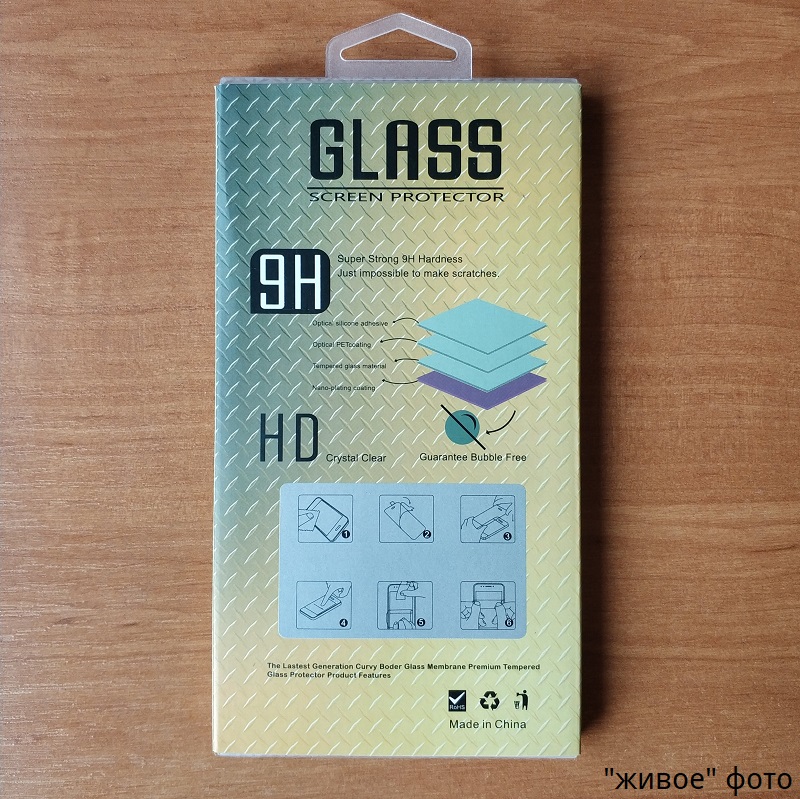 GLASS
SCREEN PROTECTOR
9H
Super Strong 9H Hardness
Just impossible to make scratches.
Optical silicone adhesive
Optical PETcoating
Tempered glass material
Nano-plating coating
HD
Crystal Clear
Guarantee Bubble Free
1
2
3
4
5
6
The Lastest Generation Curvy Boder Glass Membrane Premium Tempered
Glass Protector Product Features
RoHS
Made in China
"живое" фото